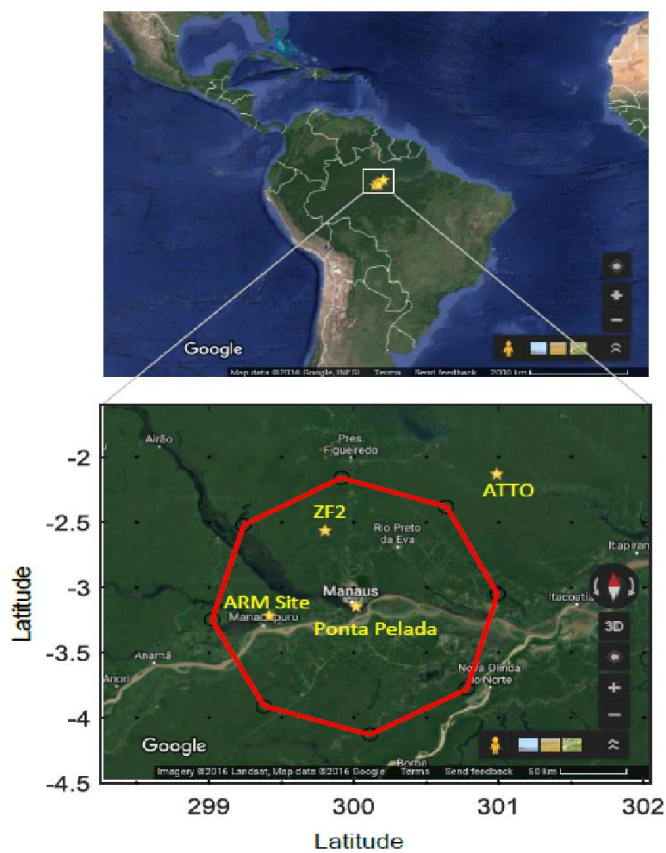 Google
Map data ©2016 Google, INEGI Terms Send feedback 2000 km
Airão
Pres.
Figueiredo
-2
ATTO
ZF2
-2.5
Rio Preto
da Eva
Itapiran
-3
Manaus
Itacoatia
ARM Site
Manacapuru
Ponta Pelada
3D
Latitude
-3.5
Anamã
Anori
Nova Olinda
do Norte
-4
Google
Borba
Imagery ©2016 Landsat, Map data ©2016 Google Terms Send feedback 50 km
-4.5
299 300 301 302
Latitude